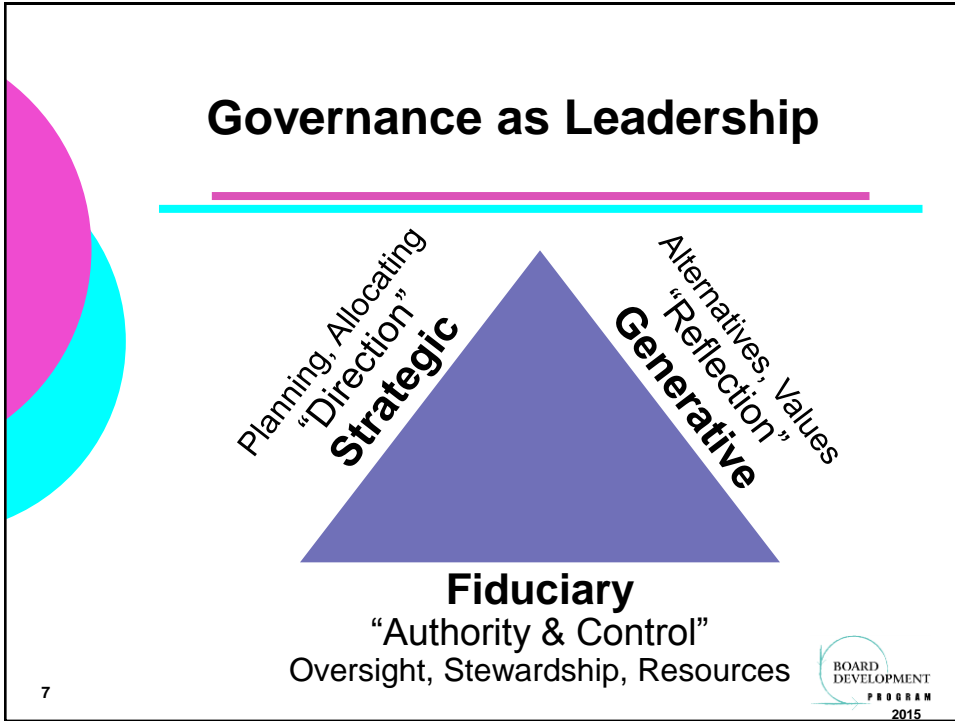 Governance as Leadership
Planning, Allocating
“Direction”
Strategic
Alternatives, Values
“Reflection”
Generative
Fiduciary
“Authority & Control”
Oversight, Stewardship, Resources
7
BOARD
DEVELOPMENT
PROGRAM
2015